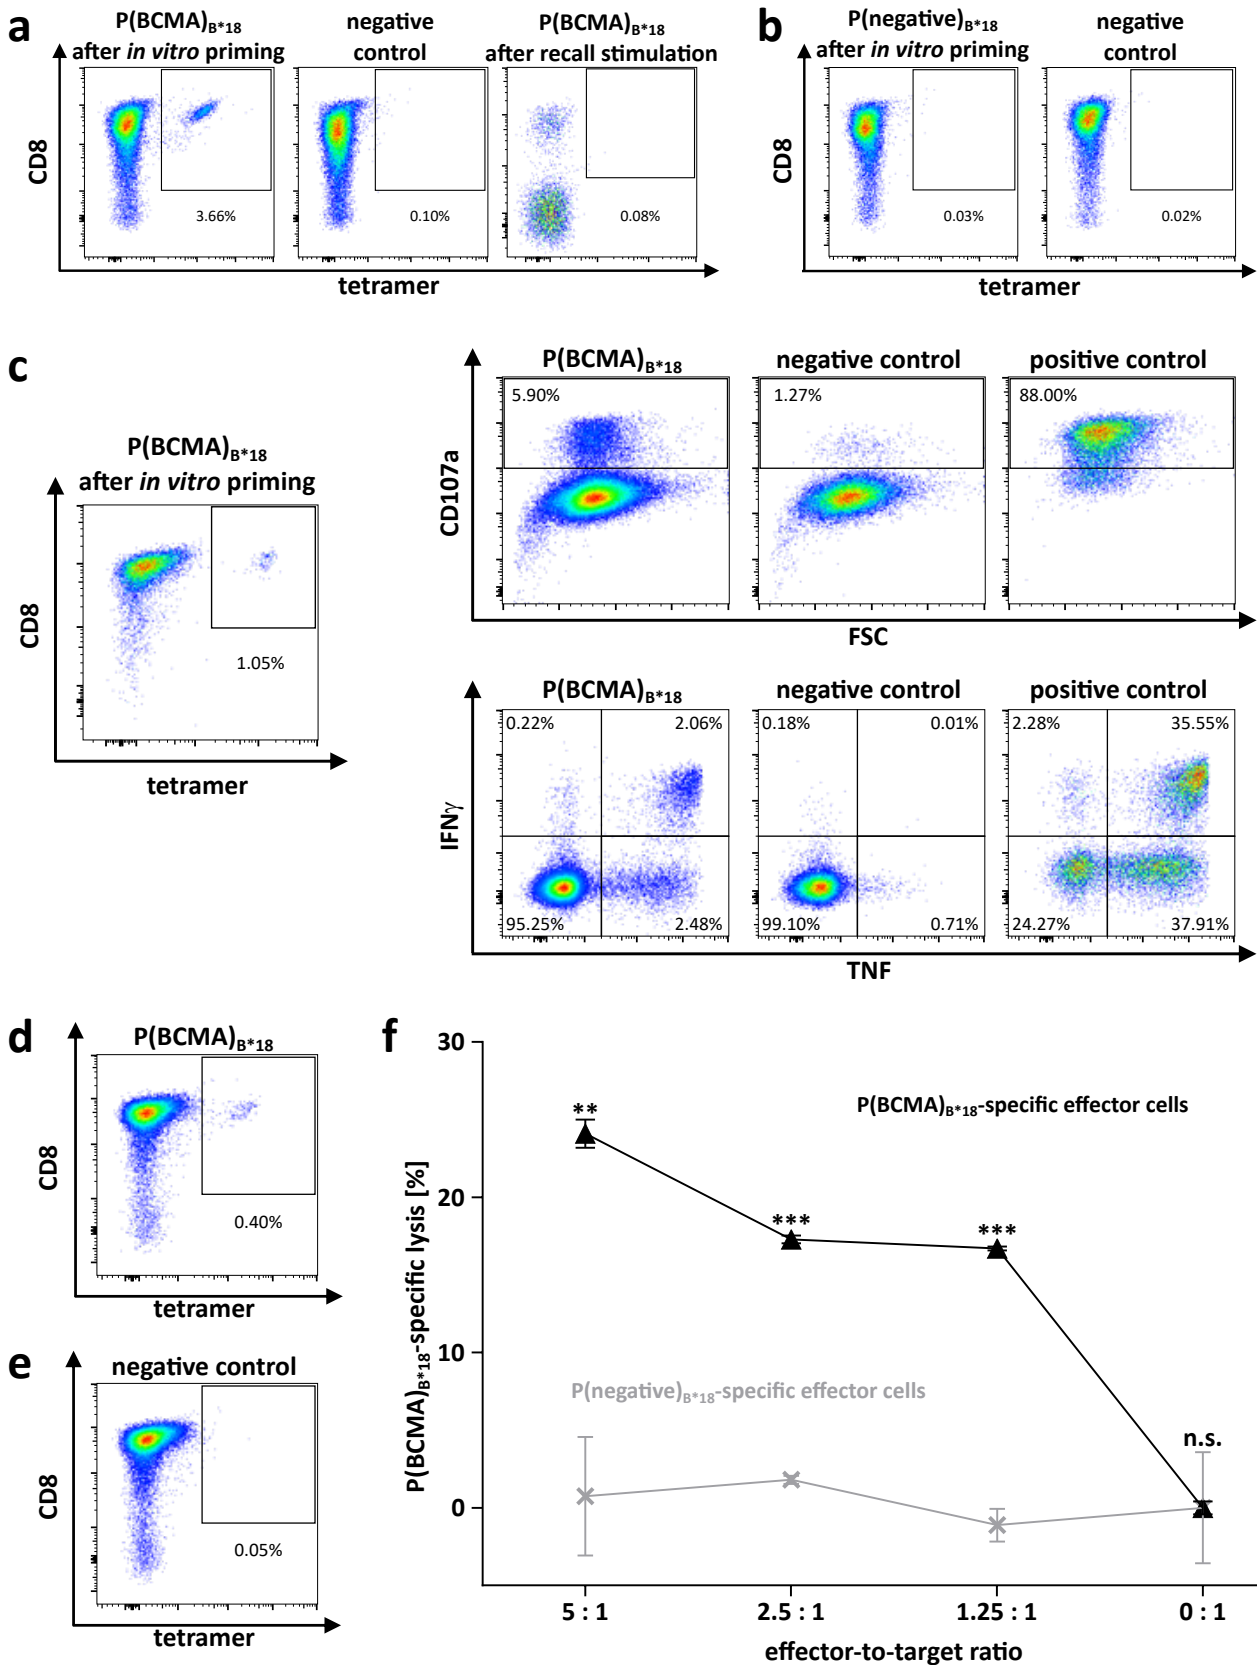 a
P(BCMA)B*18
after in vitro priming
negative
control
P(BCMA)B*18
after recall stimulation
CD8
3.66%
0.10%
0.08%
tetramer
b
P(negative)B*18
after in vitro priming
negative
control
CD8
0.03%
0.02%
tetramer
c
P(BCMA)B*18
after in vitro priming
CD8
1.05%
tetramer
P(BCMA)B*18
negative control
positive control
CD107a
5.90%
1.27%
88.00%
FSC
P(BCMA)B*18
negative control
positive control
IFNγ
0.22%
2.06%
0.18%
0.01%
2.28%
35.55%
95.25%
2.48%
99.10%
0.71%
24.27%
37.91%
TNF
d
P(BCMA)B*18
CD8
0.40%
tetramer
e
negative control
CD8
0.05%
tetramer
f
P(BCMA)B*18-specific lysis [%]
30
20
10
0
**
***
***
n.s.
P(BCMA)B*18-specific effector cells
P(negative)B*18-specific effector cells
5 : 1
2.5 : 1
1.25 : 1
0 : 1
effector-to-target ratio